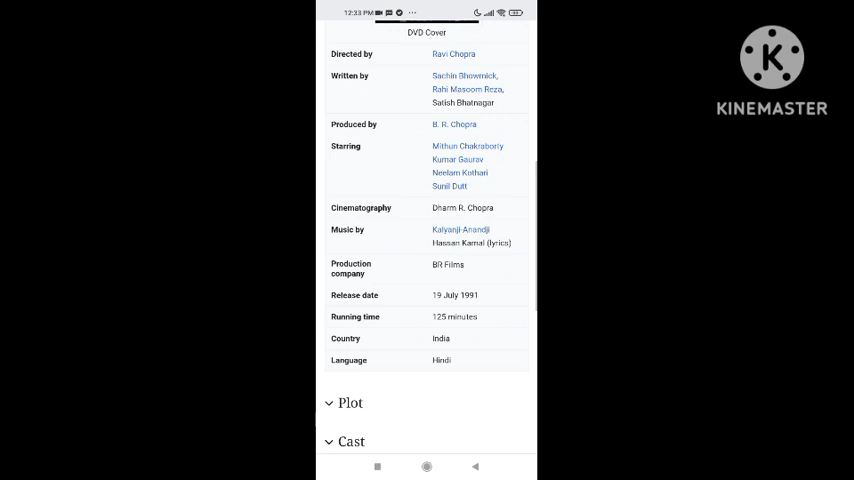 12:33 PM
KINEMASTER
DVD Cover
Directed by Ravi Chopra
Written by Sachin Bhowmick,
Rahi Masoom Reza,
Satish Bhatnagar
Produced by B. R. Chopra
Starring Mithun Chakraborty
Kumar Gaurav
Neelam Kothari
Sunil Dutt
Cinematography Dharm R. Chopra
Music by Kalyanji-Anandji
Hassan Kamal (lyrics)
Production company BR Films
Release date 19 July 1991
Running time 125 minutes
Country India
Language Hindi
Plot
Cast